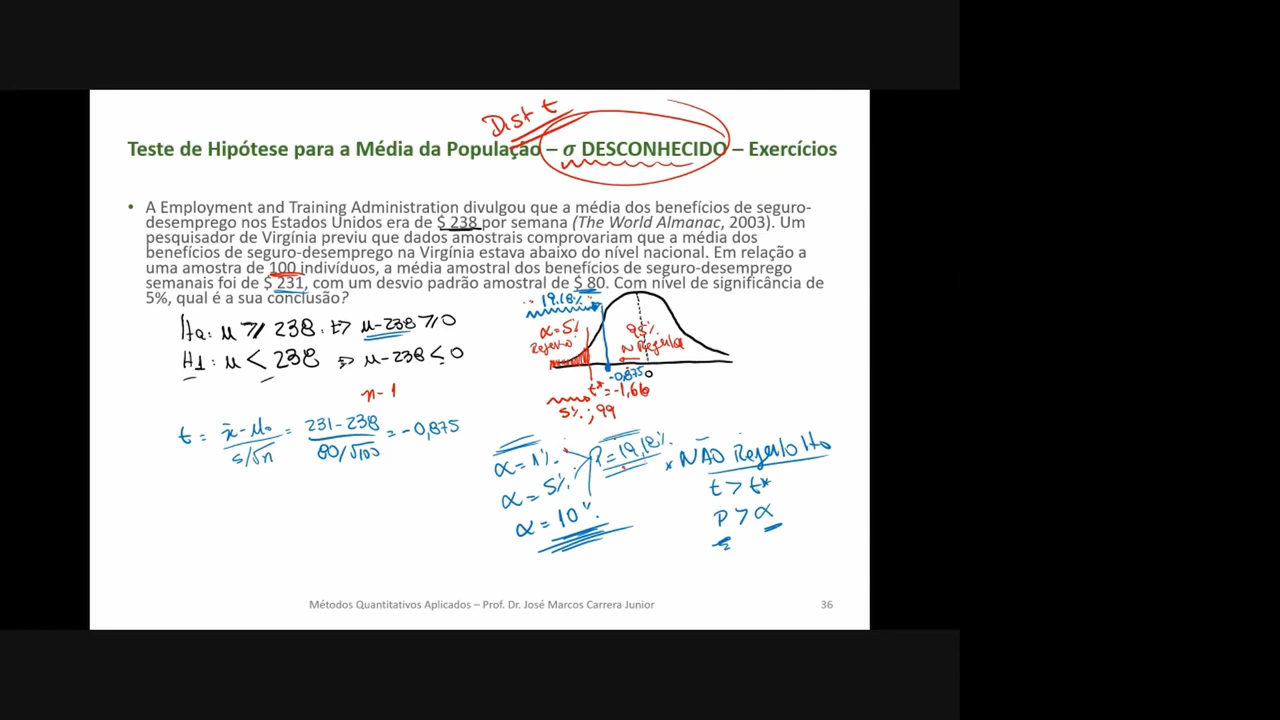 Dist t
Teste de Hipótese para a Média da População – σ DESCONHECIDO – Exercícios
• A Employment and Training Administration divulgou que a média dos benefícios de seguro-
desemprego nos Estados Unidos era de $ 238 por semana (The World Almanac, 2003). Um
pesquisador de Virgínia previu que dados amostrais comprovariam que a média dos
benefícios de seguro-desemprego na Virgínia estava abaixo do nível nacional. Em relação a
uma amostra de 100 indivíduos, a média amostral dos benefícios de seguro-desemprego
semanais foi de $ 231, com um desvio padrão amostral de $ 80. Com nível de significância de
5%, qual é a sua conclusão?
19.18%
H0: μ ≥ 238 ⇒ μ-238 ≥ 0
H1: μ < 238 ⇒ μ-238 ≤ 0
α=5%
Rejeito
95%
-0,875 0
t*=-1,66
5%; 99
n-1
t = x̄-μ0 / s/√n = 231-238 / 80/√100 = -0,875
α=1%
α=5%
α=10%
P=19,18%
* NÃO Rejeito H0
t > t*
P > α
Métodos Quantitativos Aplicados – Prof. Dr. José Marcos Carrera Junior
36